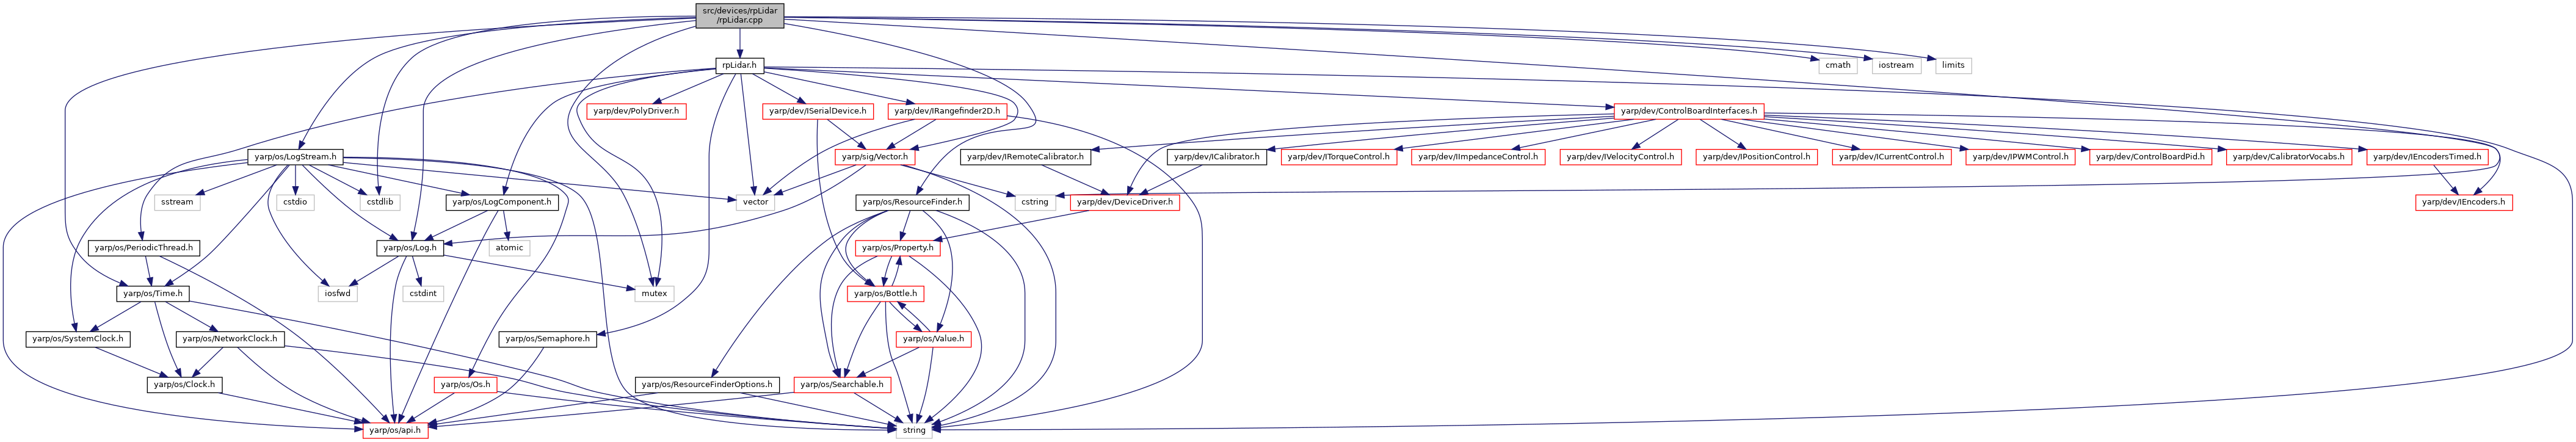 src/devices/rpLidar
/rpLidar.cpp
rpLidar.h
cmath
iostream
limits
yarp/dev/PolyDriver.h
yarp/dev/ISerialDevice.h
yarp/dev/IRangefinder2D.h
yarp/dev/ControlBoardInterfaces.h
yarp/os/LogStream.h
yarp/sig/Vector.h
yarp/dev/IRemoteCalibrator.h
yarp/dev/ICalibrator.h
yarp/dev/ITorqueControl.h
yarp/dev/IImpedanceControl.h
yarp/dev/IVelocityControl.h
yarp/dev/IPositionControl.h
yarp/dev/ICurrentControl.h
yarp/dev/IPWMControl.h
yarp/dev/ControlBoardPid.h
yarp/dev/CalibratorVocabs.h
yarp/dev/IEncodersTimed.h
sstream
cstdio
cstdlib
yarp/os/LogComponent.h
vector
yarp/os/ResourceFinder.h
cstring
yarp/dev/DeviceDriver.h
yarp/dev/IEncoders.h
yarp/os/PeriodicThread.h
yarp/os/Log.h
atomic
yarp/os/Property.h
yarp/os/Time.h
iosfwd
cstdint
mutex
yarp/os/Bottle.h
yarp/os/SystemClock.h
yarp/os/NetworkClock.h
yarp/os/Semaphore.h
yarp/os/Value.h
yarp/os/Clock.h
yarp/os/Os.h
yarp/os/ResourceFinderOptions.h
yarp/os/Searchable.h
yarp/os/api.h
string